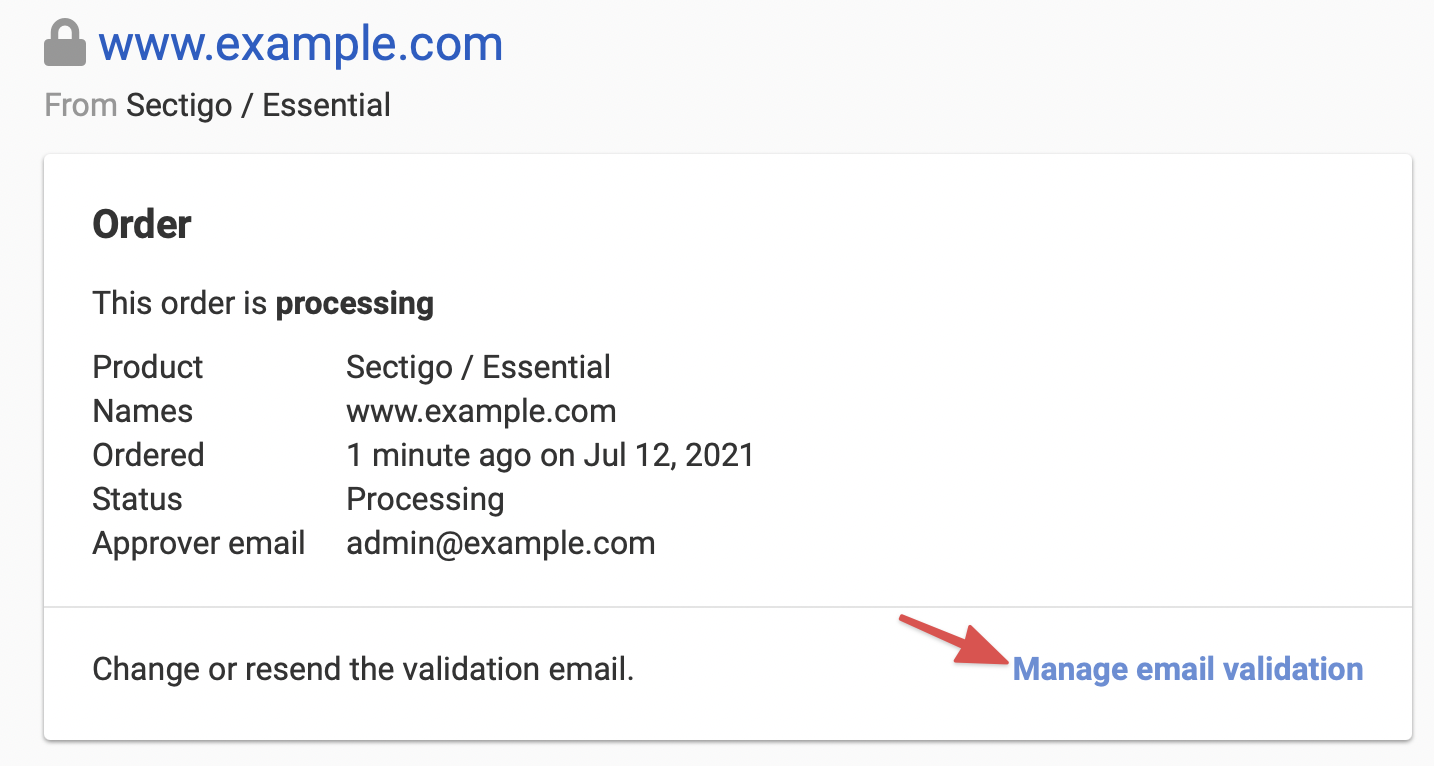 www.example.com
From Sectigo / Essential
Order
This order is processing
Product Sectigo / Essential
Names www.example.com
Ordered 1 minute ago on Jul 12, 2021
Status Processing
Approver email admin@example.com
Change or resend the validation email. Manage email validation